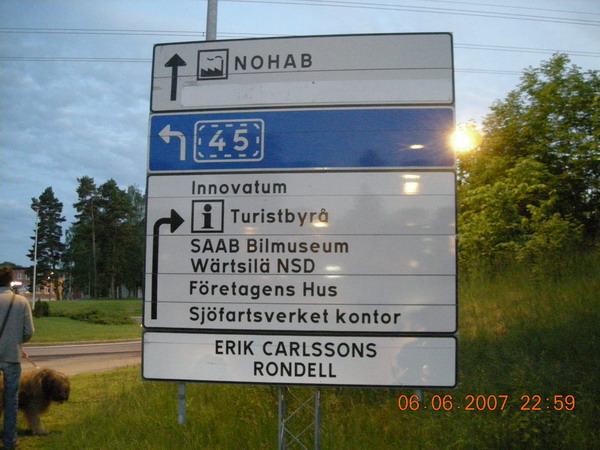 NOHAB
45
Innovatum
i Turistbyrå
SAAB Bilmuseum
Wärtsilä NSD
Företagens Hus
Sjöfartsverket kontor
ERIK CARLSSONS
RONDELL
06.06.2007 22:59